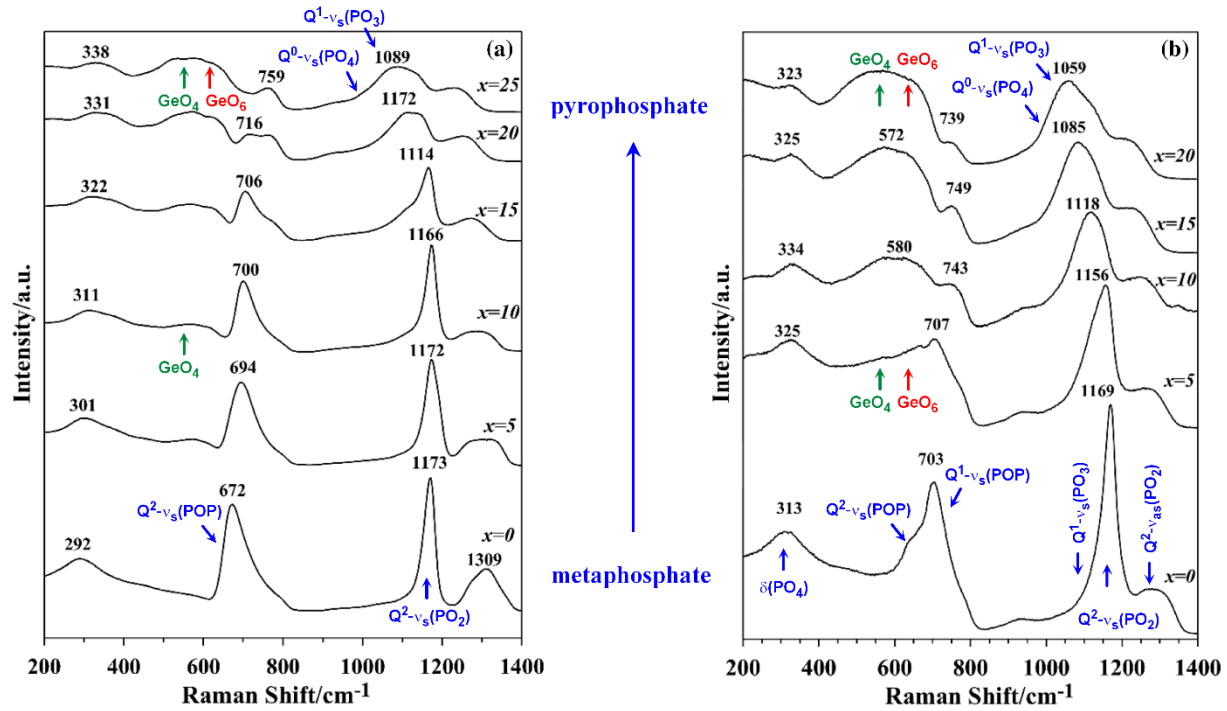 Q¹-νₛ(PO₃)
(a)
338
Q⁰-νₛ(PO₄)
1089
759
x=25
GeO₄
GeO₆
331
1172
716
x=20
322
706
1114
x=15
311
700
1166
x=10
GeO₄
301
694
1172
x=5
292
Q²-νₛ(POP)
672
1173
x=0
1309
Q²-νₛ(PO₂)
Intensity/a.u.
200
400
600
800
1000
1200
1400
Raman Shift/cm⁻¹
pyrophosphate
metaphosphate
Q¹-νₛ(PO₃)
(b)
323
GeO₄
GeO₆
Q⁰-νₛ(PO₄)
1059
739
x=20
325
572
1085
749
x=15
334
580
1118
743
x=10
325
707
1156
GeO₄
GeO₆
x=5
313
703
1169
Q²-νₛ(POP)
Q¹-νₛ(POP)
Q¹-νₛ(PO₃)
Q²-νₐₛ(PO₂)
δ(PO₄)
x=0
Q²-νₛ(PO₂)
Intensity/a.u.
200
400
600
800
1000
1200
1400
Raman Shift/cm⁻¹